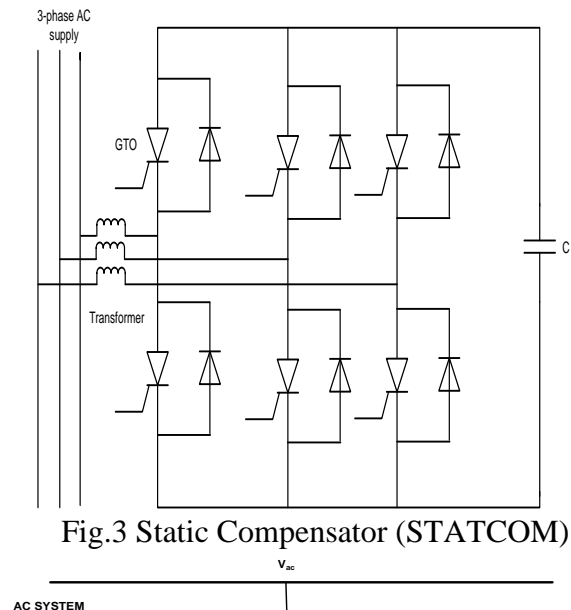 3-phase AC
supply
GTO
C
Transformer
Fig.3 Static Compensator (STATCOM)
Vac
AC SYSTEM